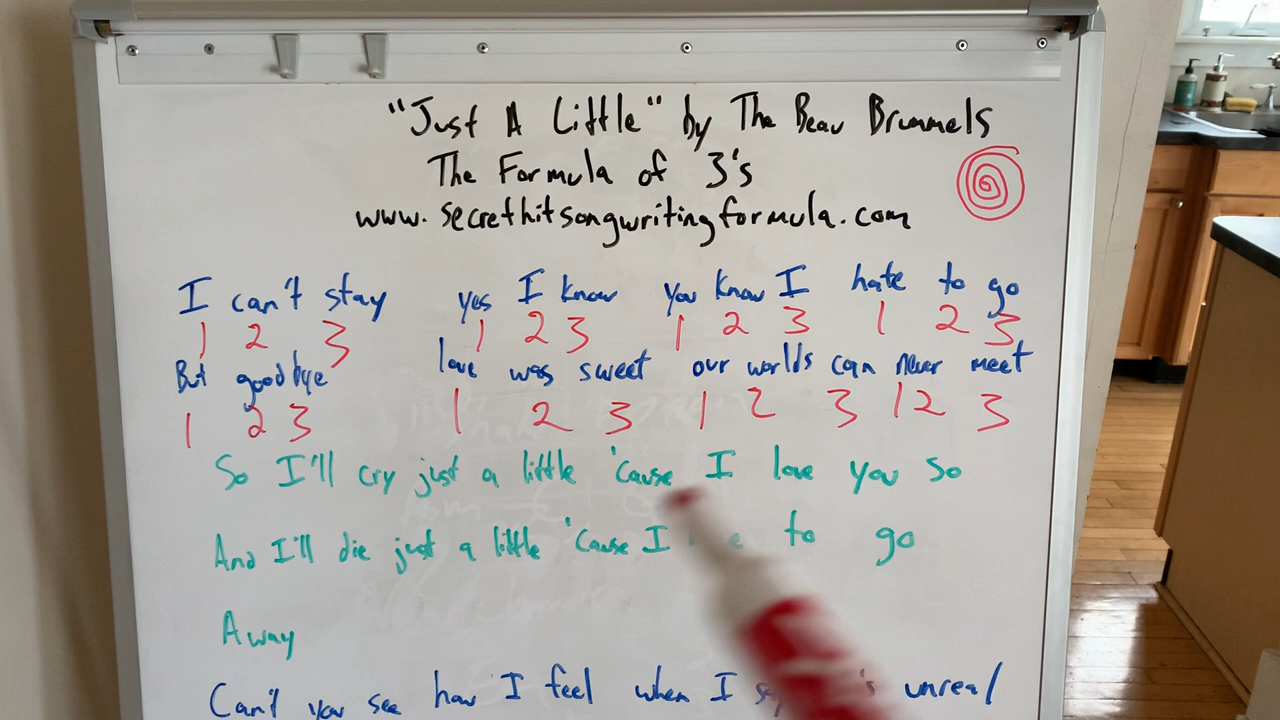 "Just A Little" by The Beau Brummels
The Formula of 3's
www.secrethitsongwritingformula.com
I can't stay yes I know you know I hate to go
1 2 3 1 2 3 1 2 3 1 2 3
But goodbye love was sweet our worlds can never meet
1 2 3 1 2 3 1 2 3 1 2 3
So I'll cry just a little 'cause I love you so
And I'll die just a little 'cause I to go
Away
Can't you see how I feel when I unreal